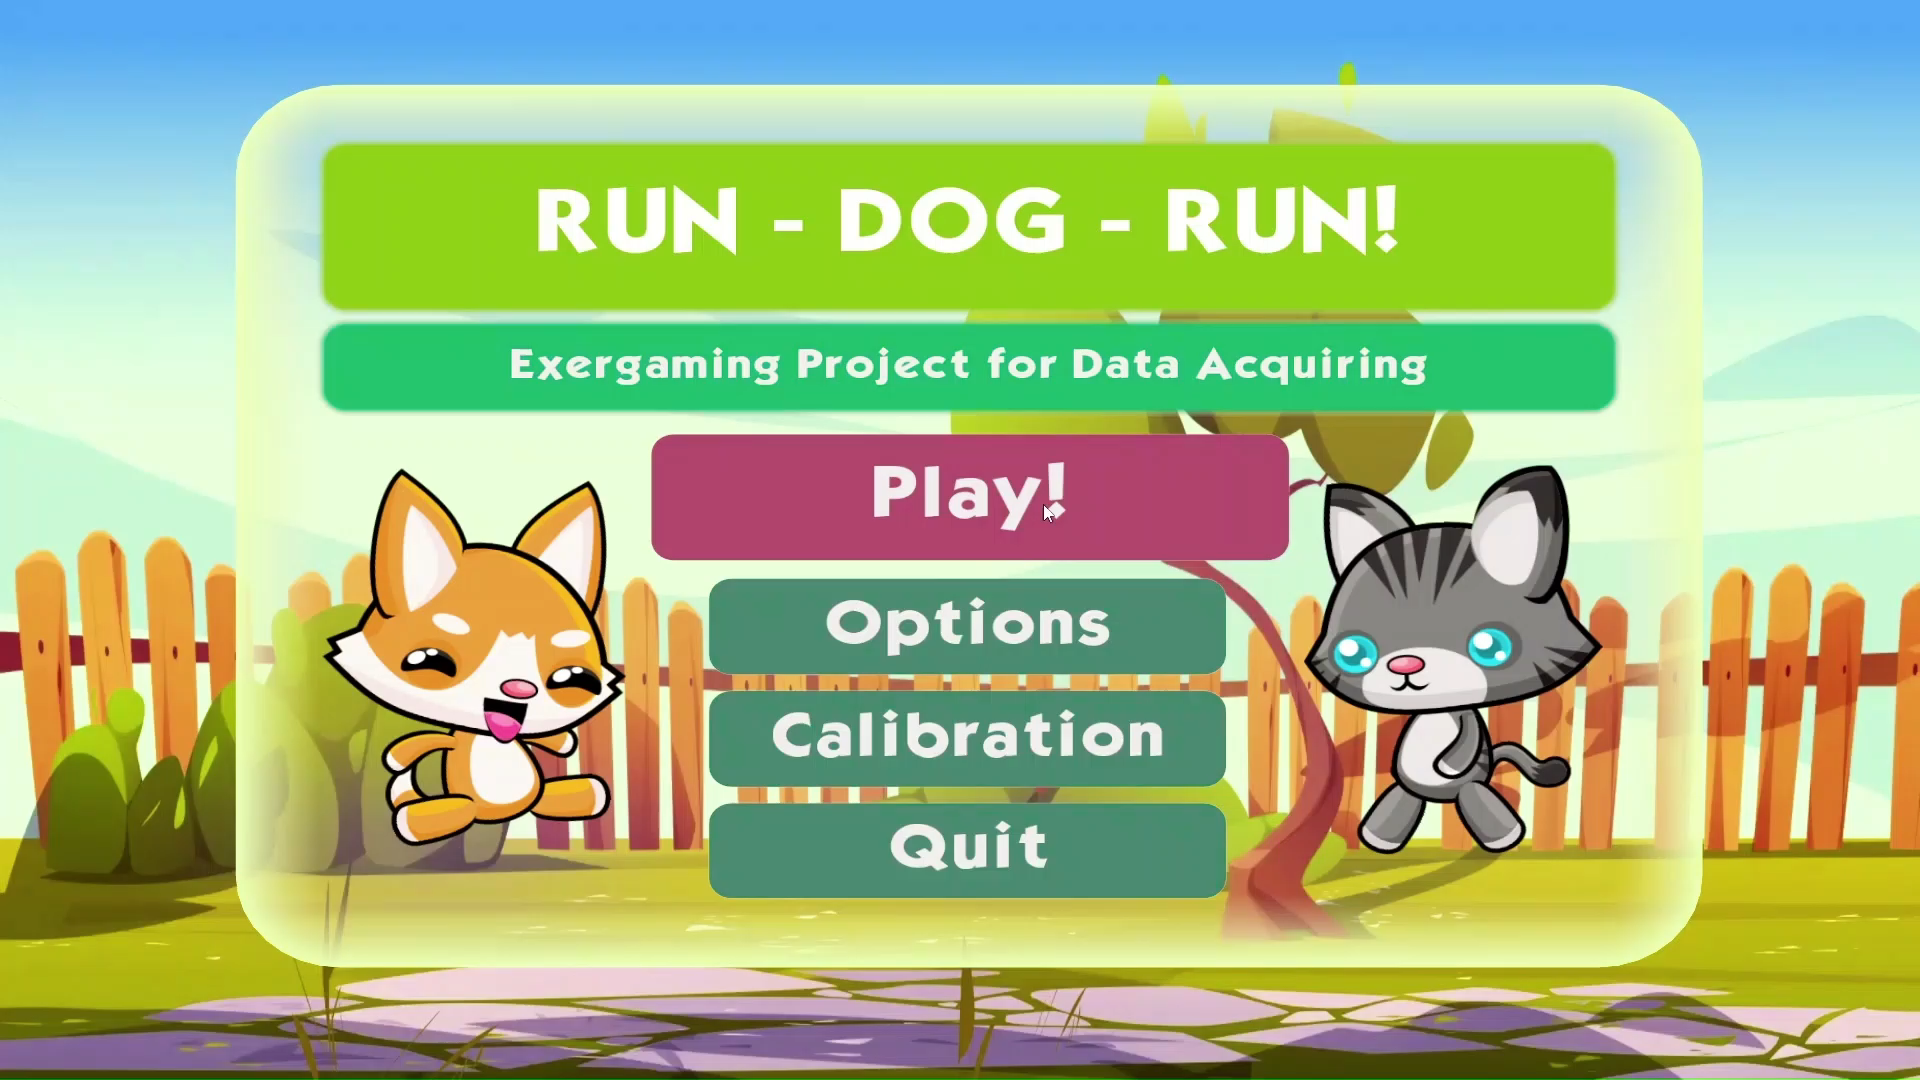 RUN - DOG - RUN!
Exergaming Project for Data Acquiring
Play!
Options
Calibration
Quit